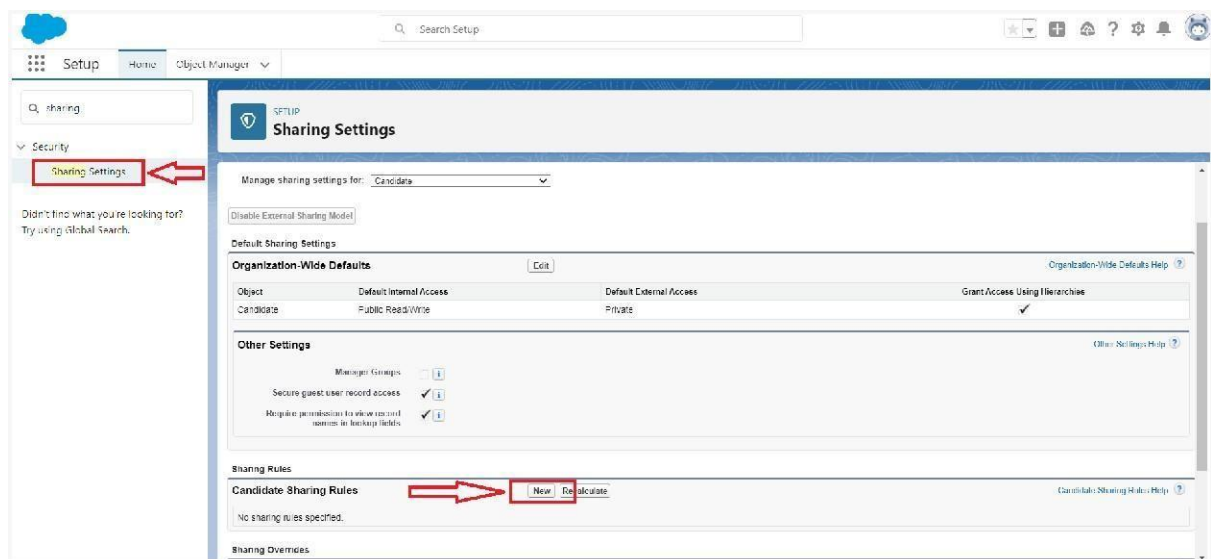 Search Setup
Setup Home Object Manager
sharing
Security
Sharing Settings
Didn't find what you're looking for?
Try using Global Search.
SETUP
Sharing Settings
Manage sharing settings for: Candidate
Disable External Sharing Model
Default Sharing Settings
Organization-Wide Defaults Edit Organization-Wide Defaults Help ?
Object Default Internal Access Default External Access Grant Access Using Hierarchies
Candidate Public Read/Write Private
Other Settings Other Settings Help ?
Manager Groups i
Secure guest user record access i
Require permission to view record i
names in lookup fields
Sharing Rules
Candidate Sharing Rules New Recalculate Candidate Sharing Rules Help ?
No sharing rules specified.
Sharing Overrides